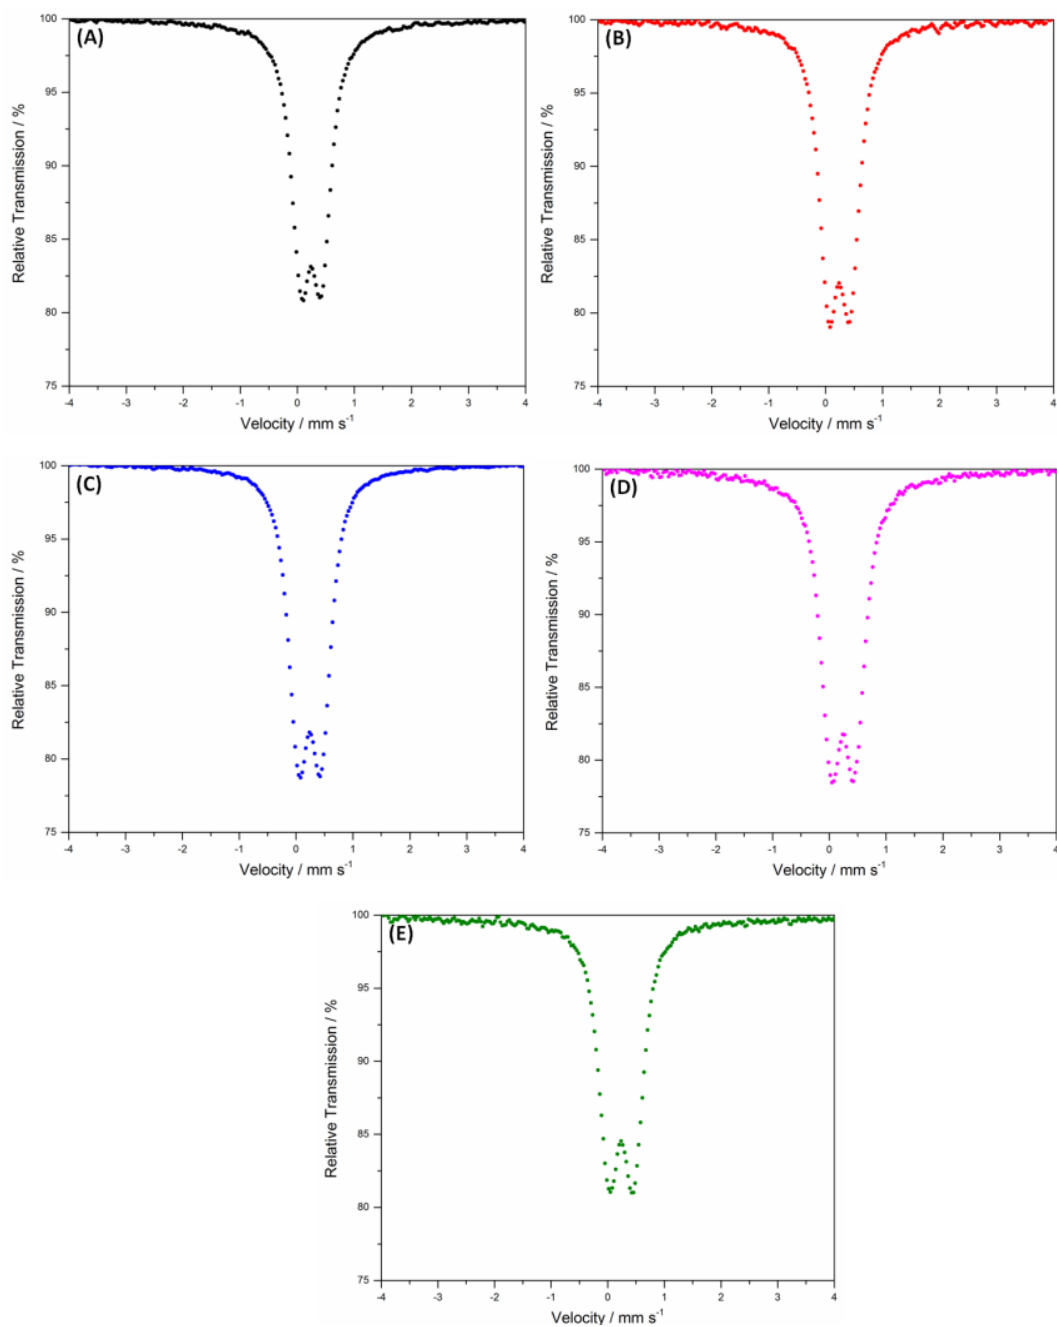 (A)
Relative Transmission / %
100
95
90
85
80
75
-4 -3 -2 -1 0 1 2 3 4
Velocity / mm s⁻¹
(B)
Relative Transmission / %
100
95
90
85
80
75
-4 -3 -2 -1 0 1 2 3 4
Velocity / mm s⁻¹
(C)
Relative Transmission / %
100
95
90
85
80
75
-4 -3 -2 -1 0 1 2 3 4
Velocity / mm s⁻¹
(D)
Relative Transmission / %
100
95
90
85
80
75
-4 -3 -2 -1 0 1 2 3 4
Velocity / mm s⁻¹
(E)
Relative Transmission / %
100
95
90
85
80
75
-4 -3 -2 -1 0 1 2 3 4
Velocity / mm s⁻¹